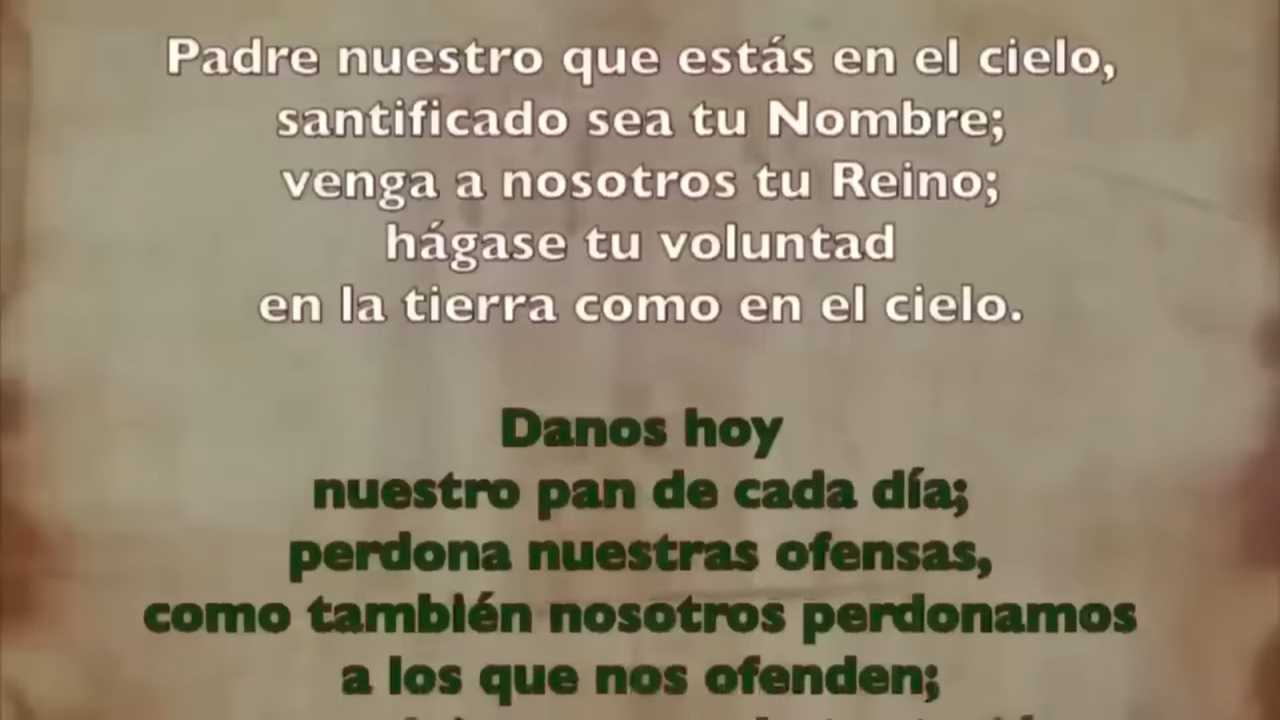 Padre nuestro que estás en el cielo,
santificado sea tu Nombre;
venga a nosotros tu Reino;
hágase tu voluntad
en la tierra como en el cielo.
Danos hoy
nuestro pan de cada día;
perdona nuestras ofensas,
como también nosotros perdonamos
a los que nos ofenden;